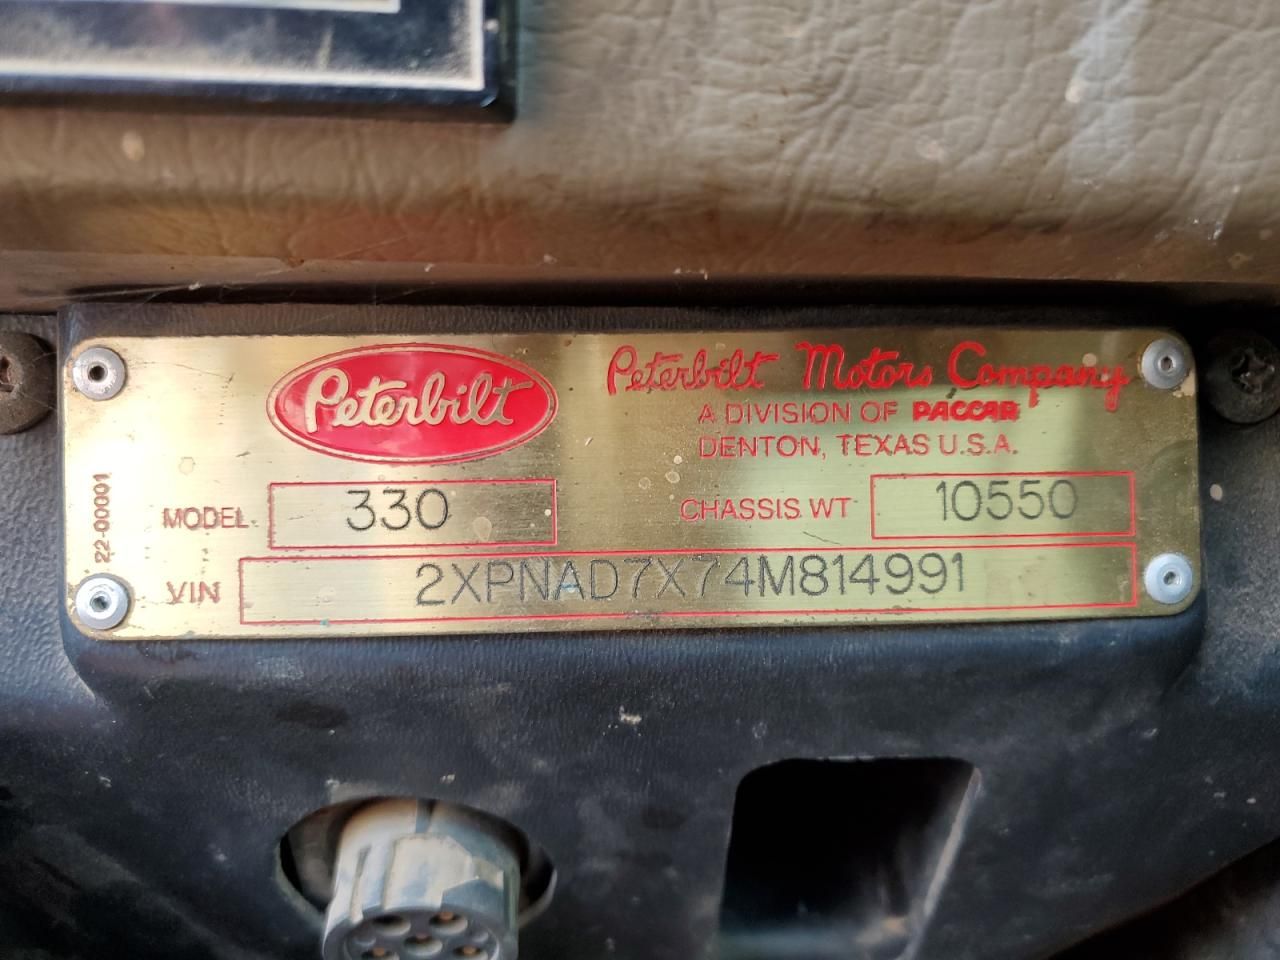 Peterbilt
Peterbilt Motors Company
A DIVISION OF PACCAR
DENTON, TEXAS U.S.A.
22-00001
MODEL 330
CHASSIS WT 10550
VIN 2XPNAD7X74M814991